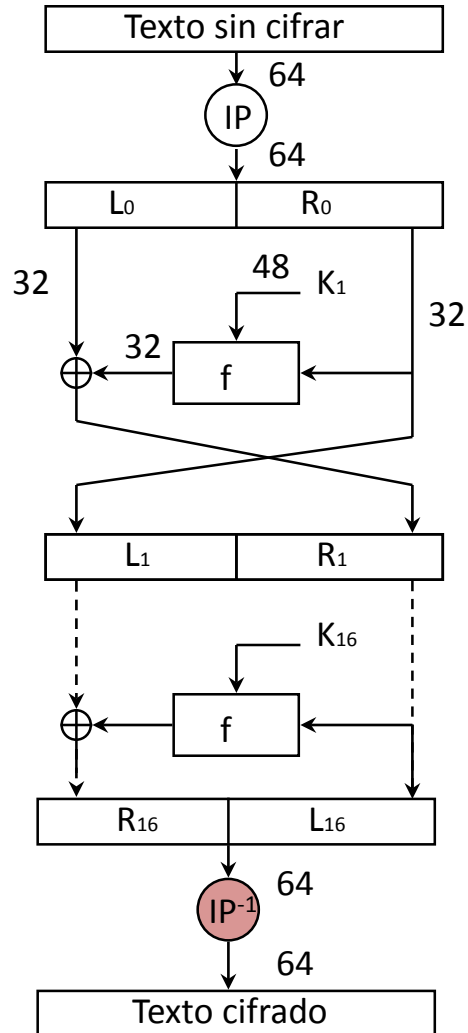 Texto sin cifrar
64
IP
64
L0 R0
48 K1
32 32
32
f
L1 R1
K16
f
R16 L16
64
IP-1
64
Texto cifrado